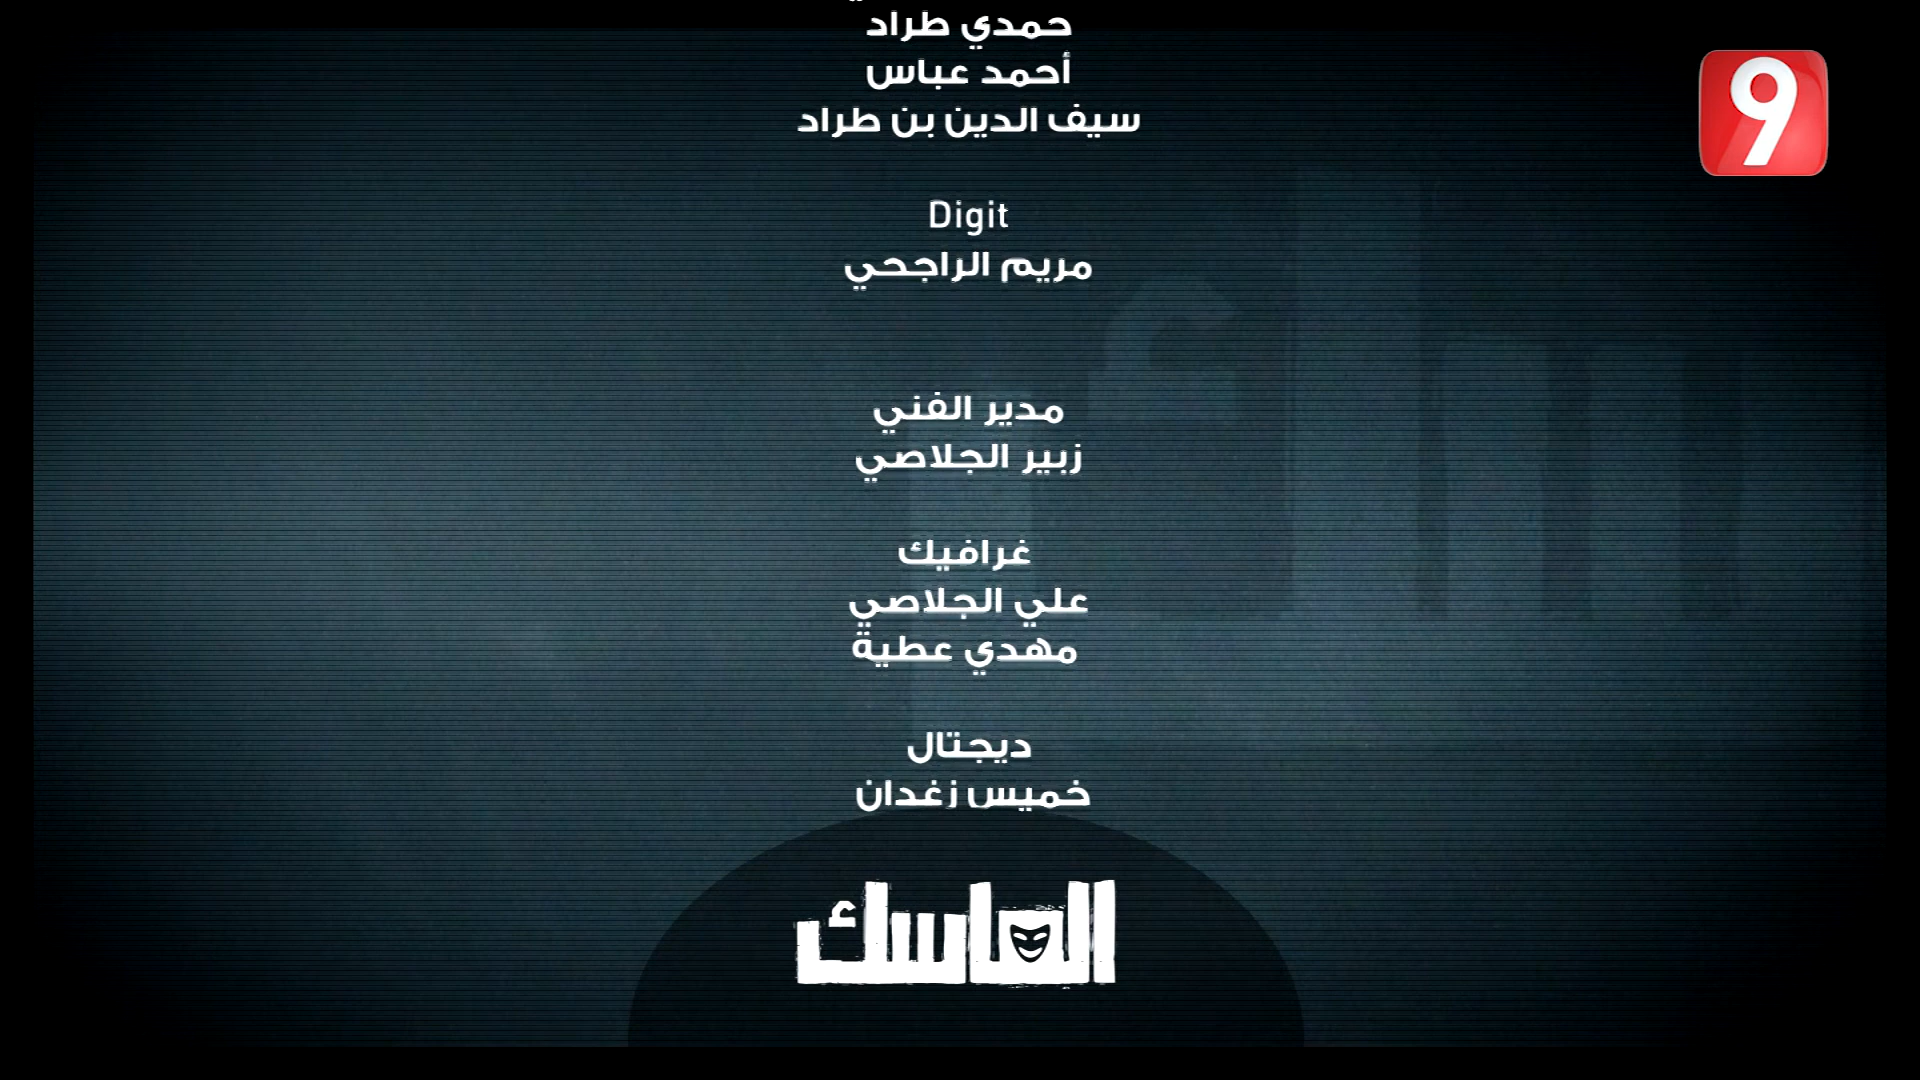 حمدي طراد
أحمد عباس
سيف الدين بن طراد
9
Digit
مريم الراجحي
مدير الفني
زبير الجلاصي
غرافيك
علي الجلاصي
مهدي عطية
ديجتال
خميس زغدان
الماسك